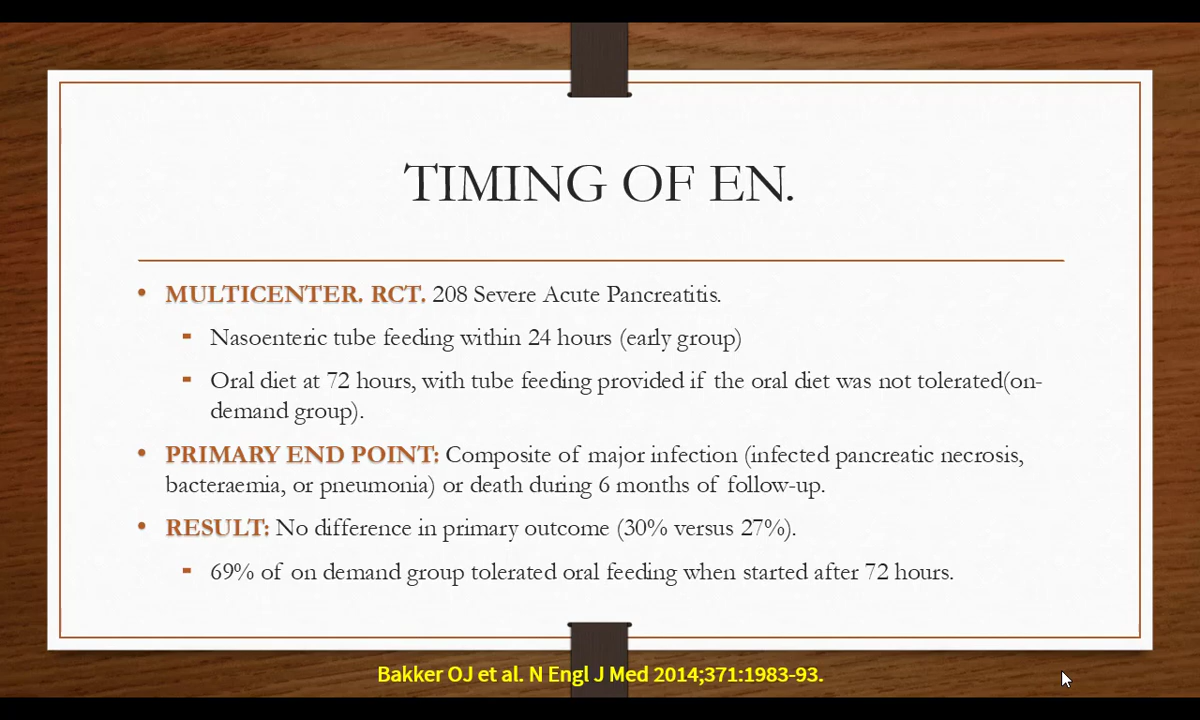 TIMING OF EN.
• MULTICENTER. RCT. 208 Severe Acute Pancreatitis.
- Nasoenteric tube feeding within 24 hours (early group)
- Oral diet at 72 hours, with tube feeding provided if the oral diet was not tolerated(on-
demand group).
• PRIMARY END POINT: Composite of major infection (infected pancreatic necrosis,
bacteraemia, or pneumonia) or death during 6 months of follow-up.
• RESULT: No difference in primary outcome (30% versus 27%).
- 69% of on demand group tolerated oral feeding when started after 72 hours.
Bakker OJ et al. N Engl J Med 2014;371:1983-93.